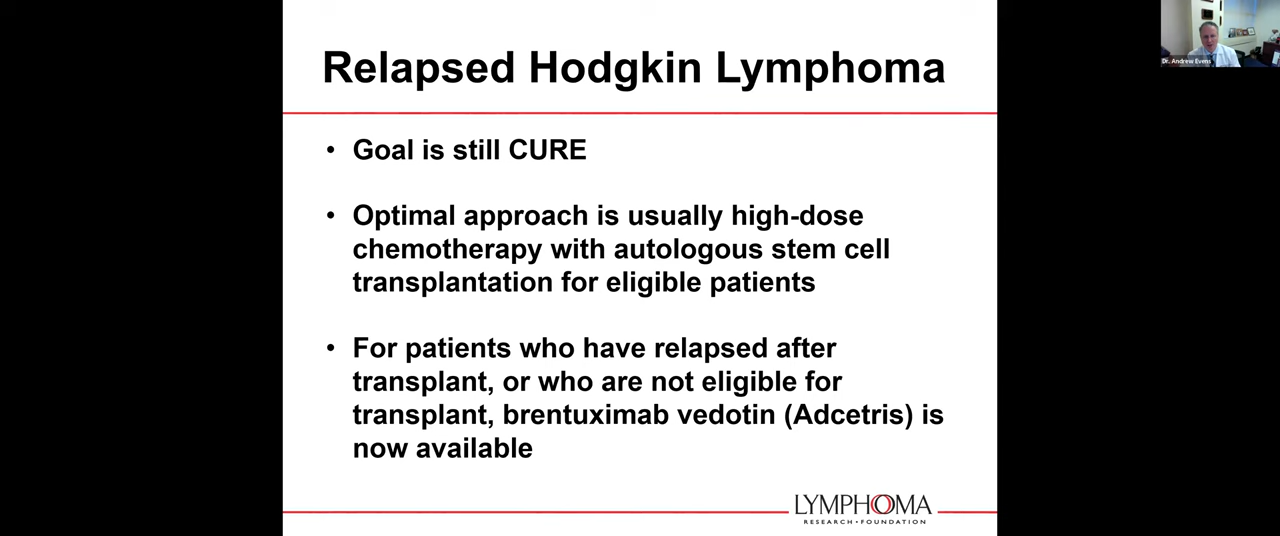 Relapsed Hodgkin Lymphoma
• Goal is still CURE
• Optimal approach is usually high-dose
chemotherapy with autologous stem cell
transplantation for eligible patients
• For patients who have relapsed after
transplant, or who are not eligible for
transplant, brentuximab vedotin (Adcetris) is
now available
LYMPHOMA
RESEARCH • FOUNDATION
Dr. Andrew Evens